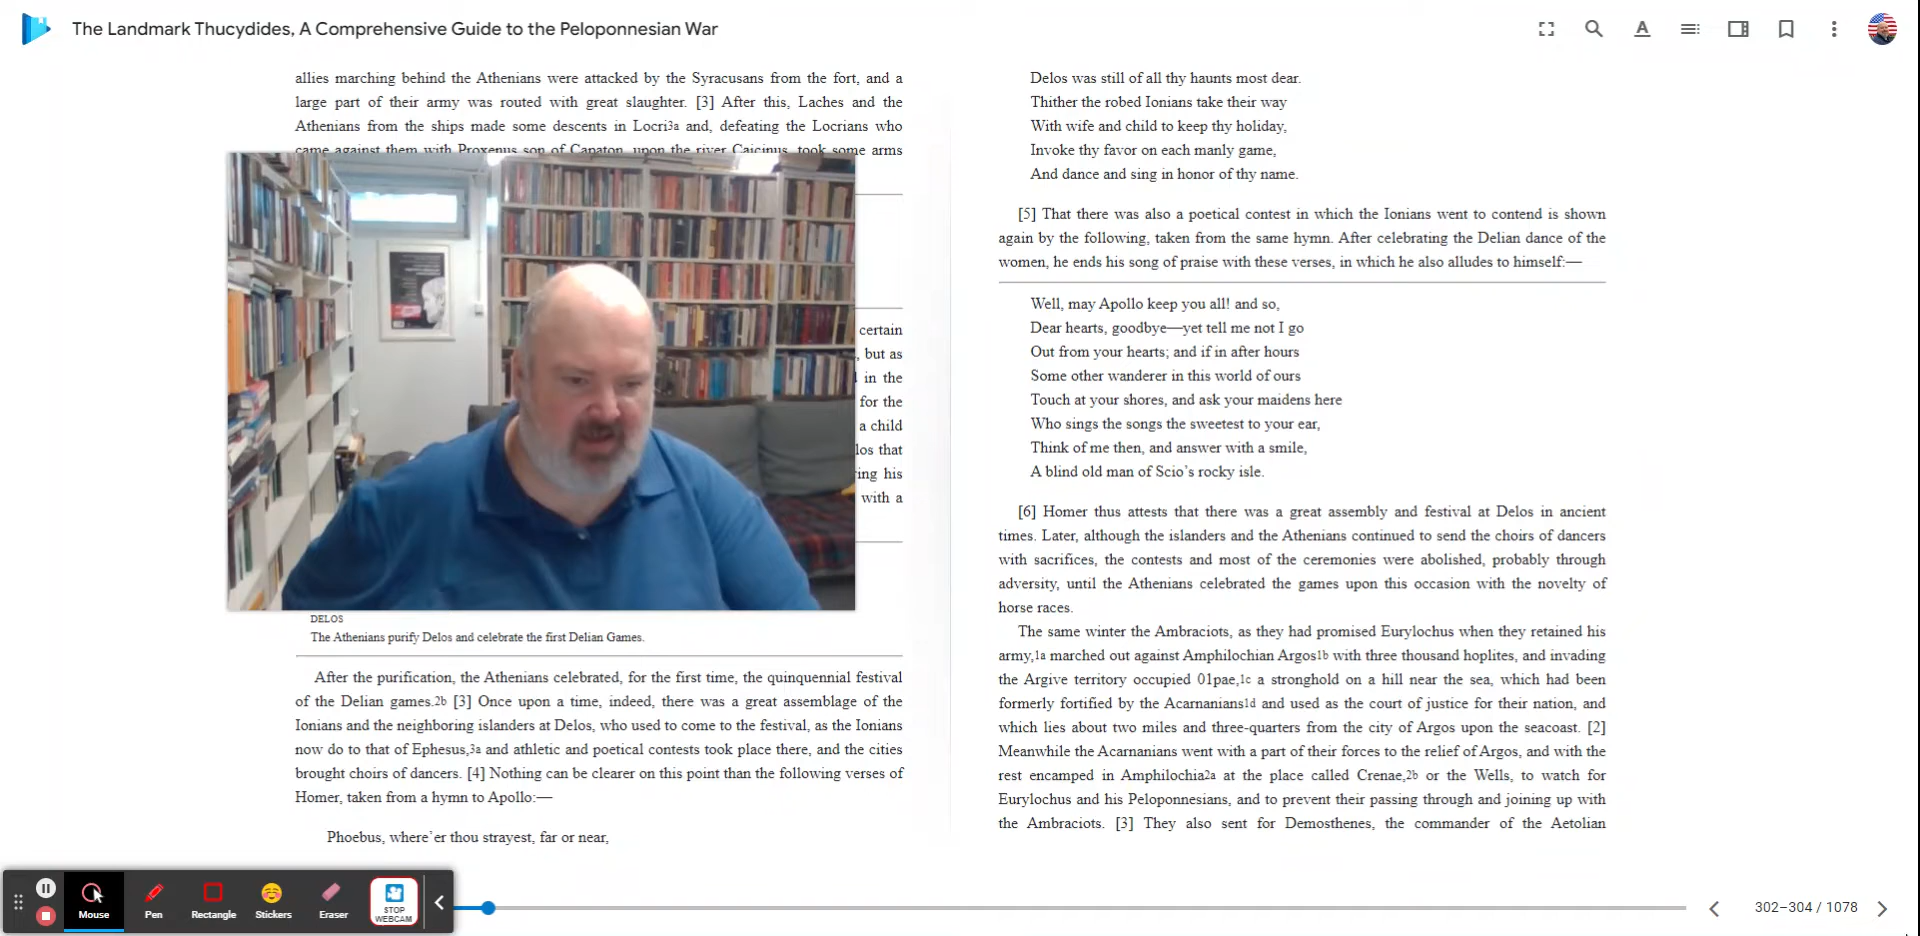 The Landmark Thucydides, A Comprehensive Guide to the Peloponnesian War
allies marching behind the Athenians were attacked by the Syracusans from the fort, and a
large part of their army was routed with great slaughter. [3] After this, Laches and the
Athenians from the ships made some descents in Locri3a and, defeating the Locrians who
came against them with Proxenus son of Capaton, upon the river Caicinus, took some arms
certain
, but as
in the
for the
a child
los that
ing his
with a
DELOS
The Athenians purify Delos and celebrate the first Delian Games.
After the purification, the Athenians celebrated, for the first time, the quinquennial festival
of the Delian games.2b [3] Once upon a time, indeed, there was a great assemblage of the
Ionians and the neighboring islanders at Delos, who used to come to the festival, as the Ionians
now do to that of Ephesus,3a and athletic and poetical contests took place there, and the cities
brought choirs of dancers. [4] Nothing can be clearer on this point than the following verses of
Homer, taken from a hymn to Apollo:—
Phoebus, where'er thou strayest, far or near,
Delos was still of all thy haunts most dear.
Thither the robed Ionians take their way
With wife and child to keep thy holiday,
Invoke thy favor on each manly game,
And dance and sing in honor of thy name.
[5] That there was also a poetical contest in which the Ionians went to contend is shown
again by the following, taken from the same hymn. After celebrating the Delian dance of the
women, he ends his song of praise with these verses, in which he also alludes to himself:—
Well, may Apollo keep you all! and so,
Dear hearts, goodbye—yet tell me not I go
Out from your hearts; and if in after hours
Some other wanderer in this world of ours
Touch at your shores, and ask your maidens here
Who sings the songs the sweetest to your ear,
Think of me then, and answer with a smile,
A blind old man of Scio's rocky isle.
[6] Homer thus attests that there was a great assembly and festival at Delos in ancient
times. Later, although the islanders and the Athenians continued to send the choirs of dancers
with sacrifices, the contests and most of the ceremonies were abolished, probably through
adversity, until the Athenians celebrated the games upon this occasion with the novelty of
horse races.
The same winter the Ambraciots, as they had promised Eurylochus when they retained his
army,1a marched out against Amphilochian Argos1b with three thousand hoplites, and invading
the Argive territory occupied 01pae,1c a stronghold on a hill near the sea, which had been
formerly fortified by the Acarnanians1d and used as the court of justice for their nation, and
which lies about two miles and three-quarters from the city of Argos upon the seacoast. [2]
Meanwhile the Acarnanians went with a part of their forces to the relief of Argos, and with the
rest encamped in Amphilochia2a at the place called Crenae,2b or the Wells, to watch for
Eurylochus and his Peloponnesians, and to prevent their passing through and joining up with
the Ambraciots. [3] They also sent for Demosthenes, the commander of the Aetolian
Mouse
Pen
Rectangle
Stickers
Eraser
STOP
WEBCAM
302–304 / 1078